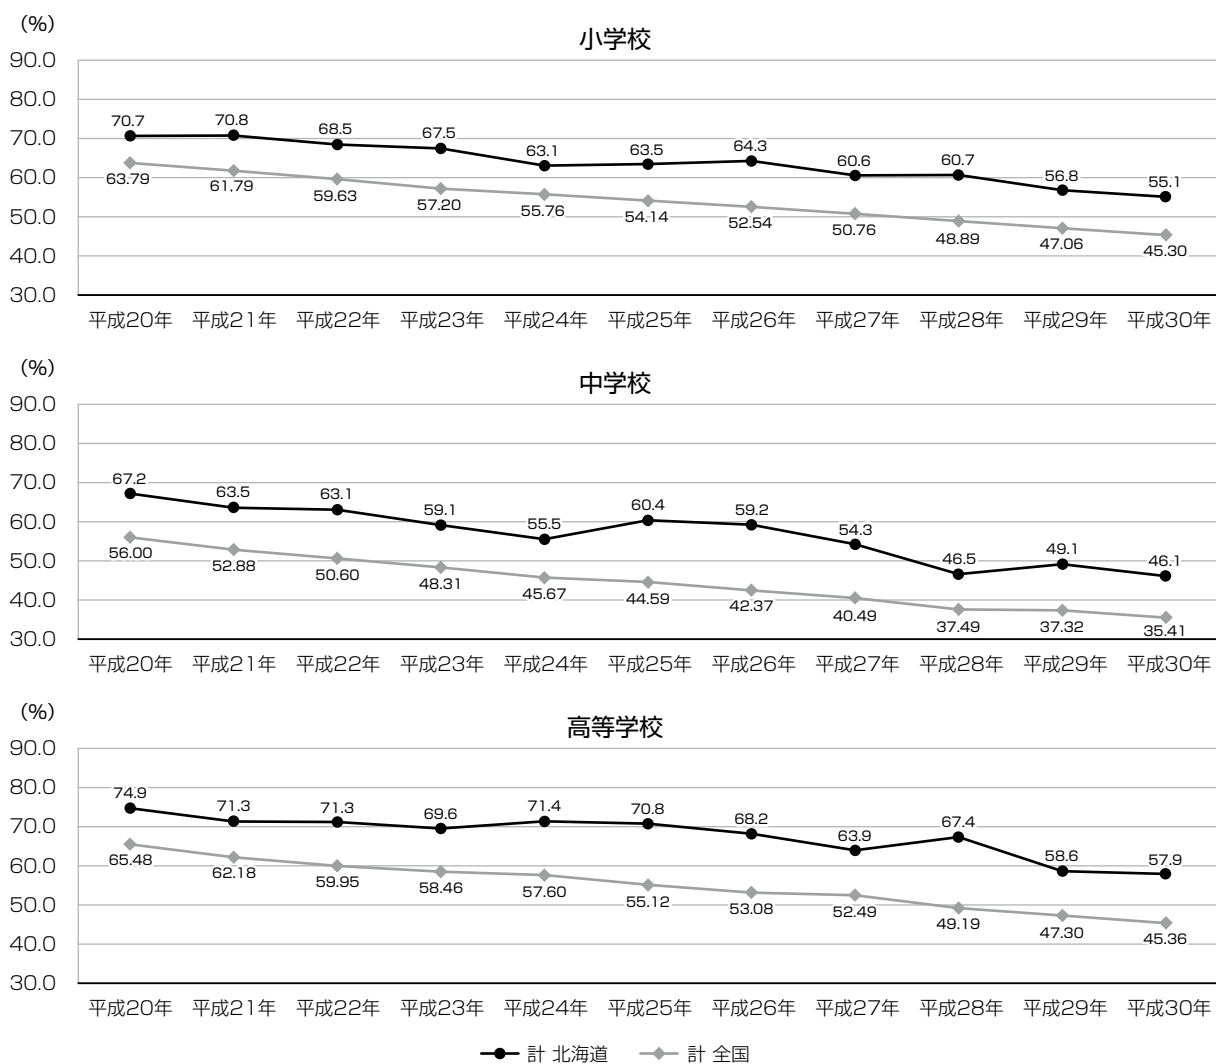 (%)
小学校
90.0
80.0
70.0
60.0
50.0
40.0
30.0
70.7 70.8 68.5 67.5 63.1 63.5 64.3 60.6 60.7 56.8 55.1
63.79 61.79 59.63 57.20 55.76 54.14 52.54 50.76 48.89 47.06 45.30
平成20年 平成21年 平成22年 平成23年 平成24年 平成25年 平成26年 平成27年 平成28年 平成29年 平成30年
(%)
中学校
90.0
80.0
70.0
60.0
50.0
40.0
30.0
67.2 63.5 63.1 59.1 55.5 60.4 59.2 54.3 46.5 49.1 46.1
56.00 52.88 50.60 48.31 45.67 44.59 42.37 40.49 37.49 37.32 35.41
平成20年 平成21年 平成22年 平成23年 平成24年 平成25年 平成26年 平成27年 平成28年 平成29年 平成30年
(%)
高等学校
90.0
80.0
70.0
60.0
50.0
40.0
30.0
74.9 71.3 71.3 69.6 71.4 70.8 68.2 63.9 67.4 58.6 57.9
65.48 62.18 59.95 58.46 57.60 55.12 53.08 52.49 49.19 47.30 45.36
平成20年 平成21年 平成22年 平成23年 平成24年 平成25年 平成26年 平成27年 平成28年 平成29年 平成30年
計 北海道 計 全国